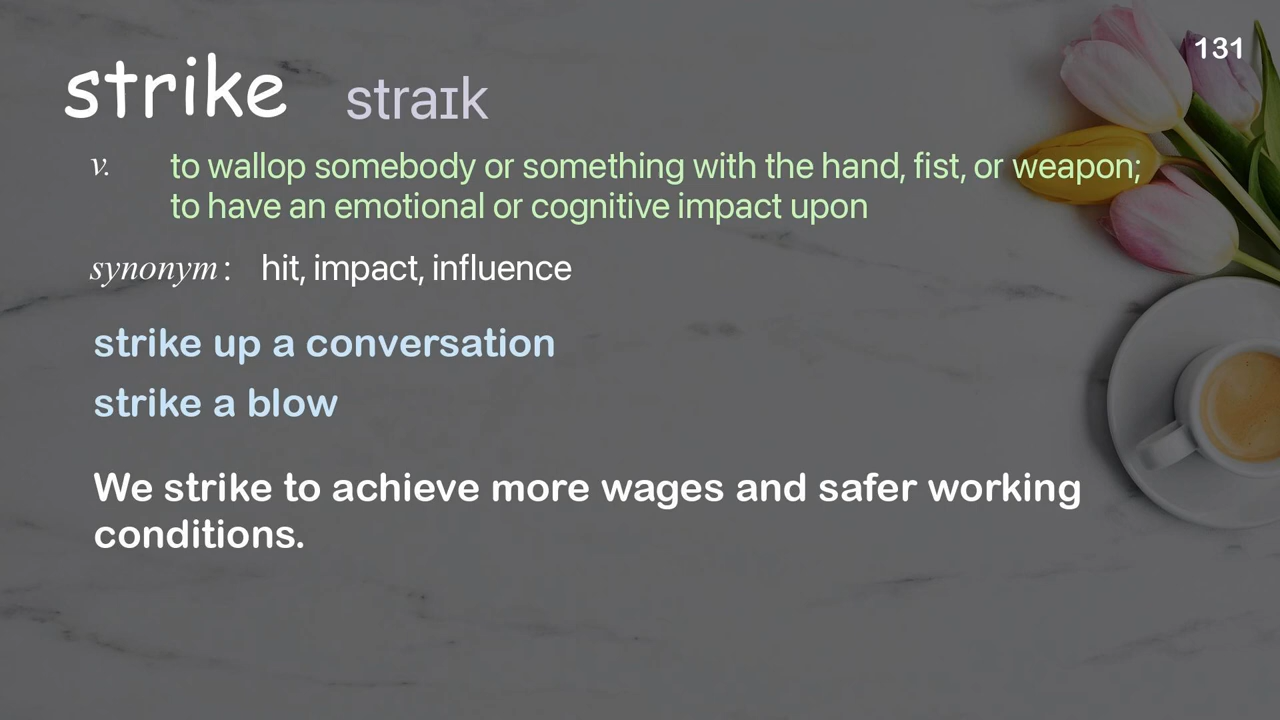 131
strike straɪk
v. to wallop somebody or something with the hand, fist, or weapon;
to have an emotional or cognitive impact upon
synonym: hit, impact, influence
strike up a conversation
strike a blow
We strike to achieve more wages and safer working
conditions.